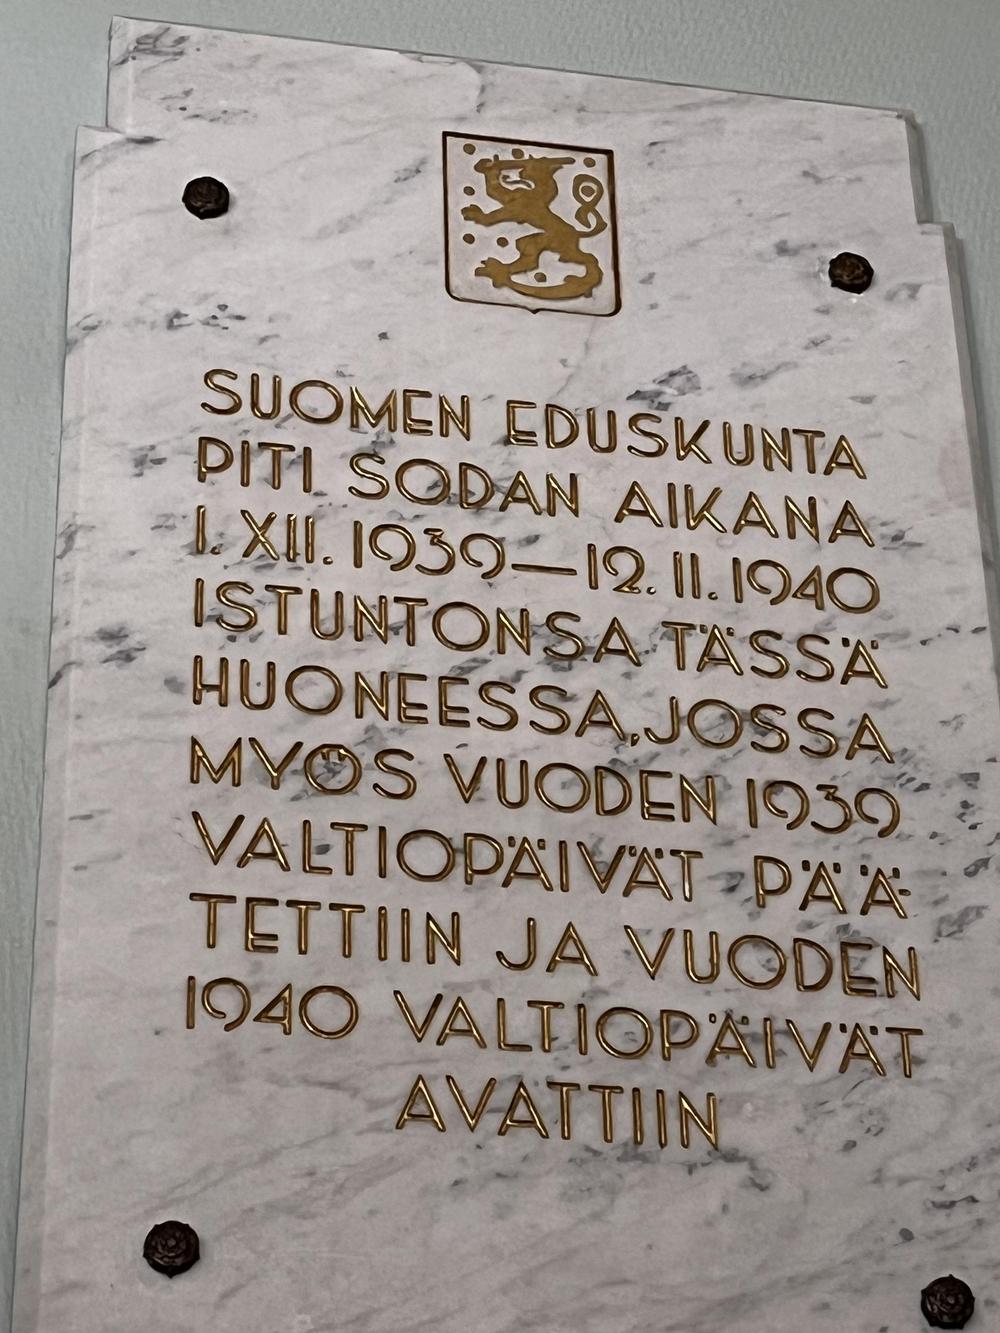 SUOMEN EDUSKUNTA
PITI SODAN AIKANA
1. XII. 1939—12. II. 1940
ISTUNTONSA TÄSSÄ
HUONEESSA, JOSSA
MYÖS VUODEN 1939
VALTIOPÄIVÄT PÄÄ-
TETTIIN JA VUODEN
1940 VALTIOPÄIVÄT
AVATTIIN